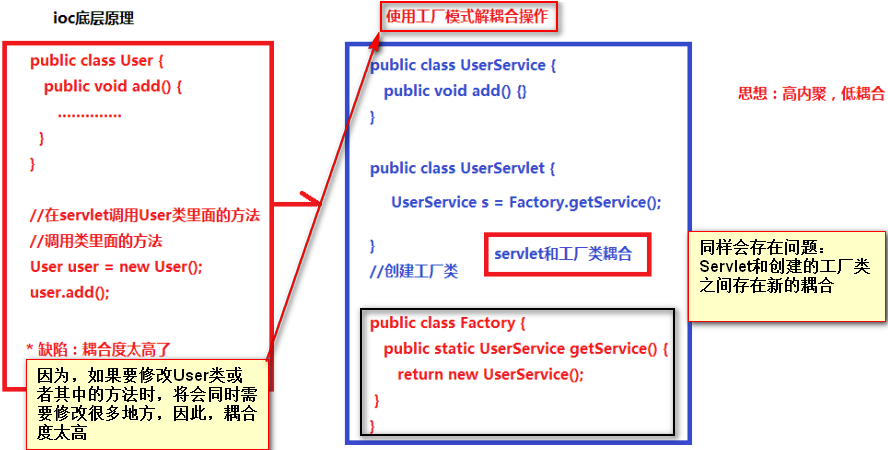 ioc底层原理
public class User {
public void add() {
..............
}
}
//在servlet调用User类里面的方法
//调用类里面的方法
User user = new User();
user.add();
* 缺陷：耦合度太高了
因为，如果要修改User类或
者其中的方法时，将会同时需
要修改很多地方，因此，耦合
度太高
使用工厂模式解耦合操作
public class UserService {
public void add() {}
}
public class UserServlet {
UserService s = Factory.getService();
}
servlet和工厂类耦合
//创建工厂类
public class Factory {
public static UserService getService() {
return new UserService();
}
}
思想：高内聚，低耦合
同样会存在问题：
Servlet和创建的工厂类
之间存在新的耦合